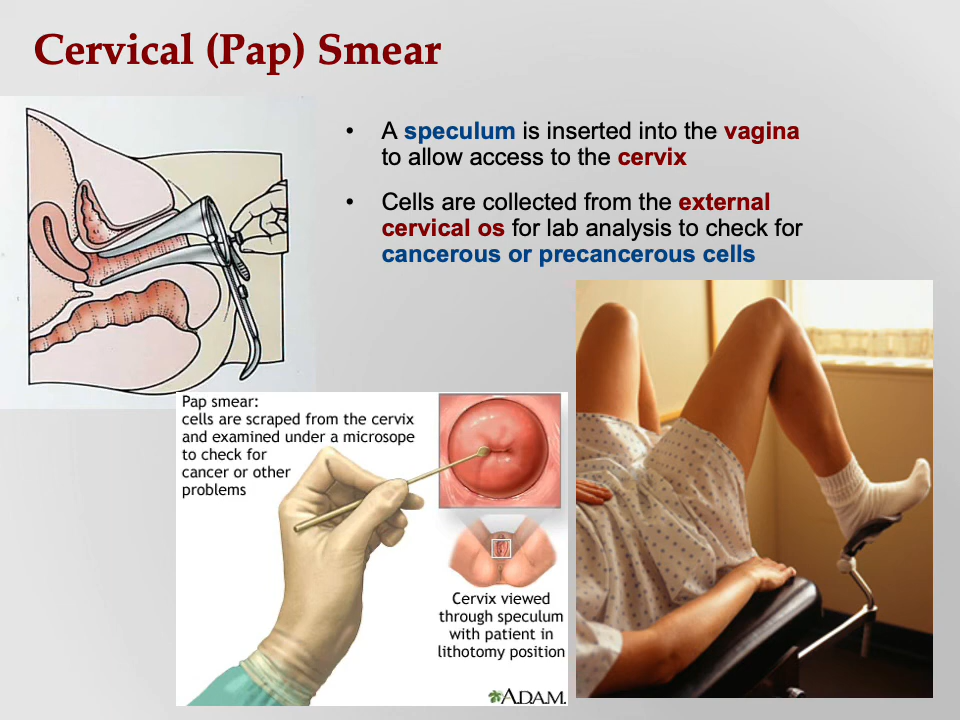 Cervical (Pap) Smear
• A speculum is inserted into the vagina
to allow access to the cervix
• Cells are collected from the external
cervical os for lab analysis to check for
cancerous or precancerous cells
Pap smear:
cells are scraped from the cervix
and examined under a microsope
to check for
cancer or other
problems
Cervix viewed
through speculum
with patient in
lithotomy position
A.D.A.M.